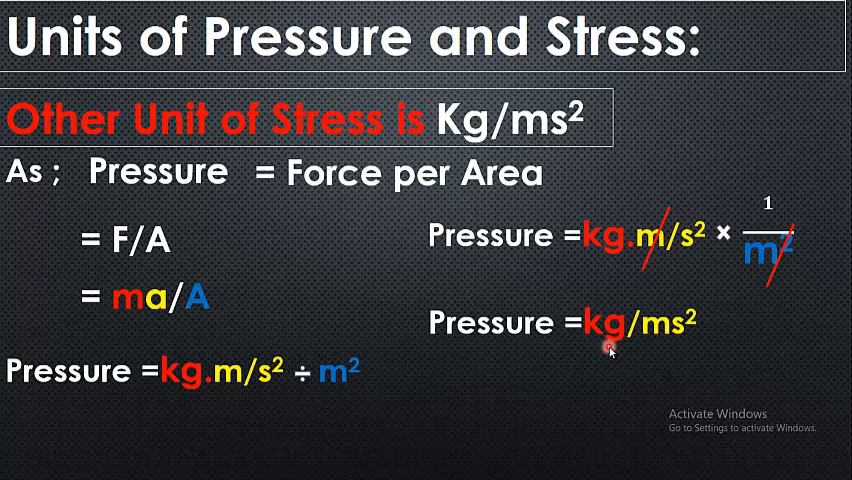 Units of Pressure and Stress:
Other Unit of Stress is Kg/ms²
As ; Pressure = Force per Area
= F/A
= ma/A
Pressure =kg.m/s² ÷ m²
Pressure =kg.m/s² × 1/m²
Pressure =kg/ms²
Activate Windows
Go to Settings to activate Windows.